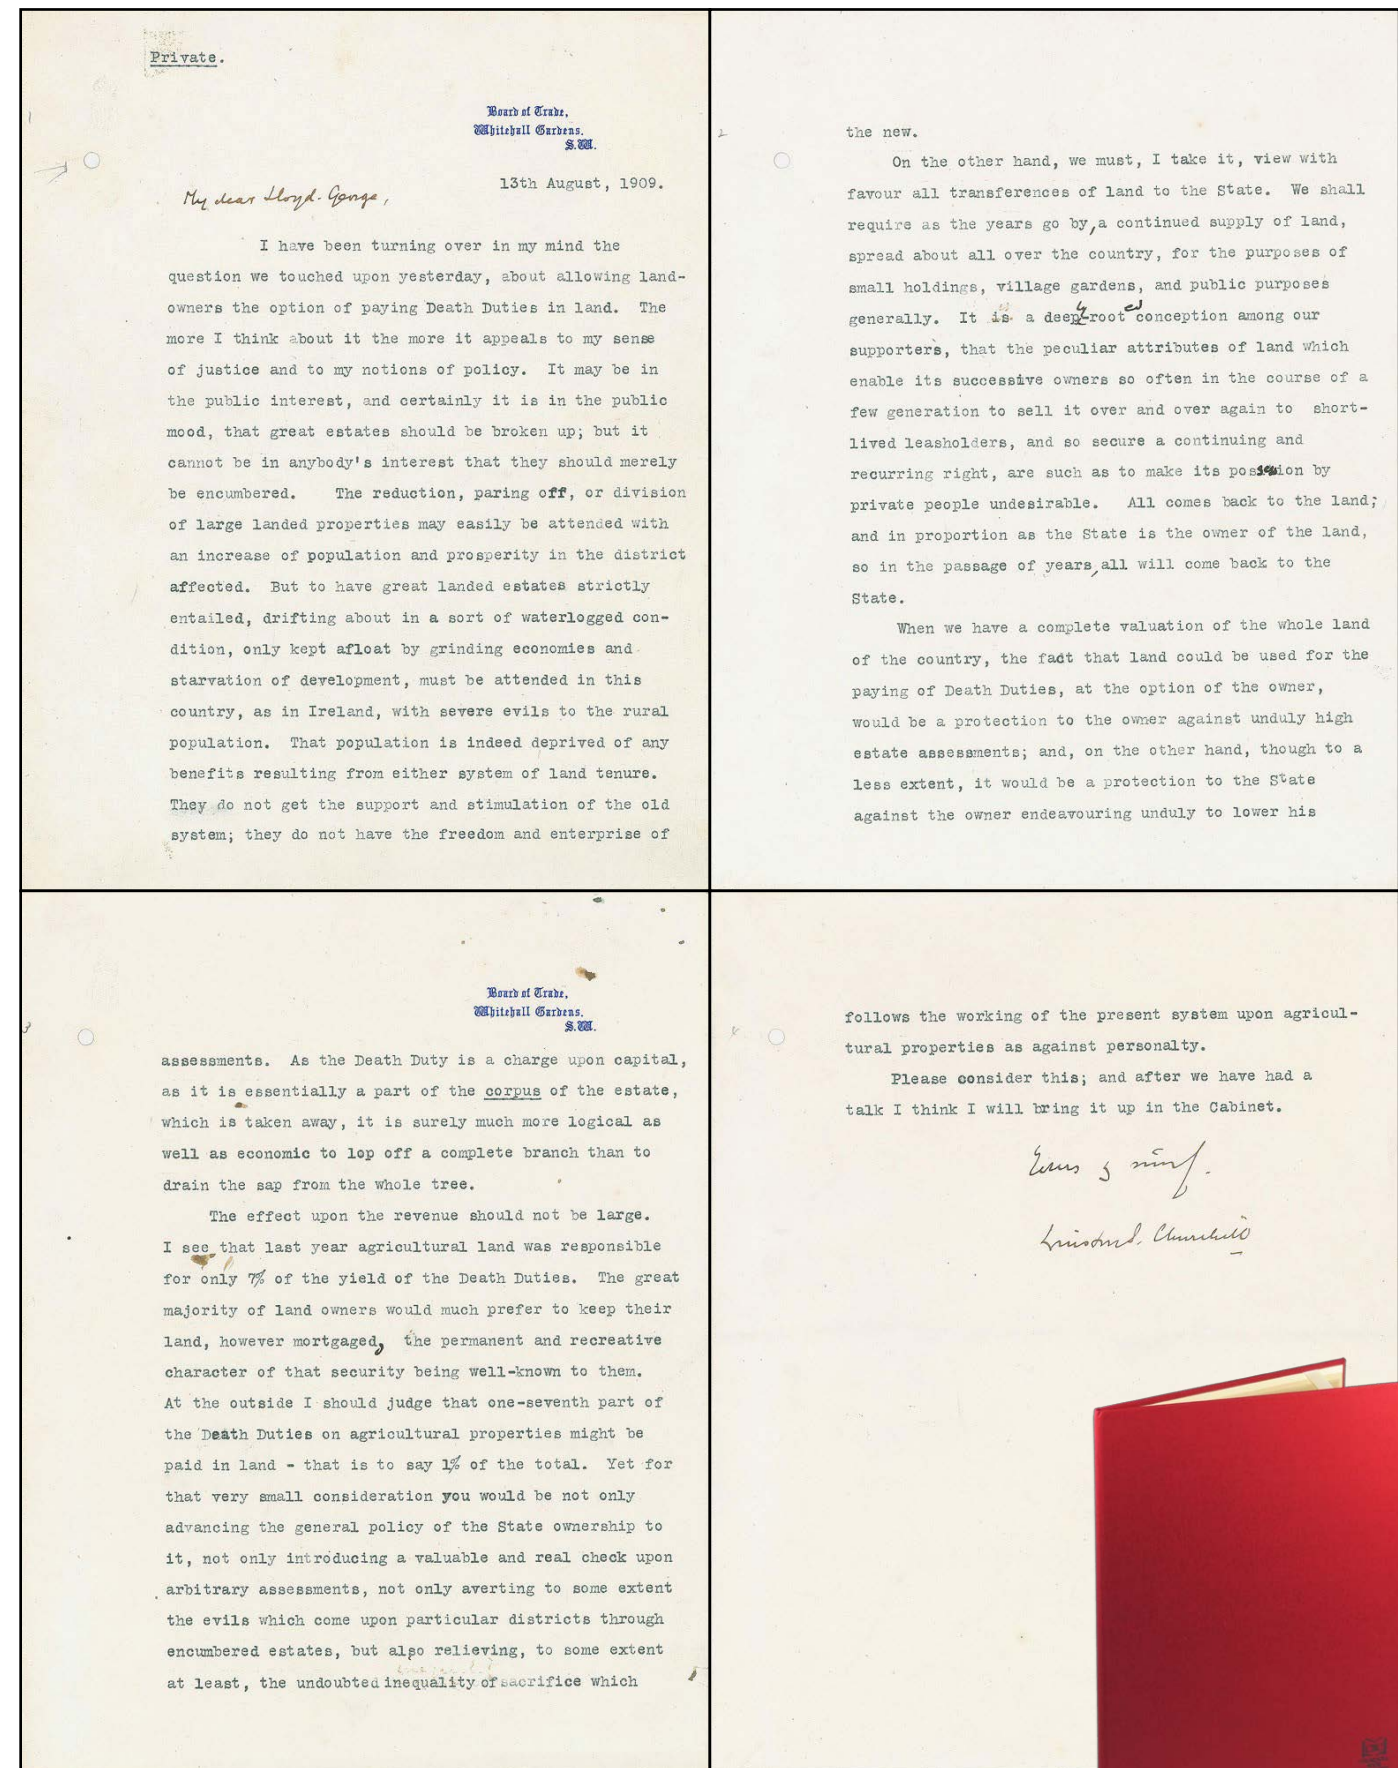 Private.
Board of Trade,
Whitehall Gardens.
S.W.
13th August, 1909.
My dear Lloyd-George,
I have been turning over in my mind the
question we touched upon yesterday, about allowing land-
owners the option of paying Death Duties in land. The
more I think about it the more it appeals to my sense
of justice and to my notions of policy. It may be in
the public interest, and certainly it is in the public
mood, that great estates should be broken up; but it
cannot be in anybody's interest that they should merely
be encumbered. The reduction, paring off, or division
of large landed properties may easily be attended with
an increase of population and prosperity in the district
affected. But to have great landed estates strictly
entailed, drifting about in a sort of waterlogged con-
dition, only kept afloat by grinding economies and
starvation of development, must be attended in this
country, as in Ireland, with severe evils to the rural
population. That population is indeed deprived of any
benefits resulting from either system of land tenure.
They do not get the support and stimulation of the old
system; they do not have the freedom and enterprise of
2
the new.
On the other hand, we must, I take it, view with
favour all transferences of land to the State. We shall
require as the years go by, a continued supply of land,
spread about all over the country, for the purposes of
small holdings, village gardens, and public purposes
generally. It is a deeply rooted conception among our
supporters, that the peculiar attributes of land which
enable its successive owners so often in the course of a
few generation to sell it over and over again to short-
lived leasholders, and so secure a continuing and
recurring right, are such as to make its possession by
private people undesirable. All comes back to the land;
and in proportion as the State is the owner of the land,
so in the passage of years, all will come back to the
State.
When we have a complete valuation of the whole land
of the country, the fact that land could be used for the
paying of Death Duties, at the option of the owner,
would be a protection to the owner against unduly high
estate assessments; and, on the other hand, though to a
less extent, it would be a protection to the State
against the owner endeavouring unduly to lower his
3
Board of Trade,
Whitehall Gardens.
S.W.
assessments. As the Death Duty is a charge upon capital,
as it is essentially a part of the corpus of the estate,
which is taken away, it is surely much more logical as
well as economic to lop off a complete branch than to
drain the sap from the whole tree.
The effect upon the revenue should not be large.
I see that last year agricultural land was responsible
for only 7% of the yield of the Death Duties. The great
majority of land owners would much prefer to keep their
land, however mortgaged, the permanent and recreative
character of that security being well-known to them.
At the outside I should judge that one-seventh part of
the Death Duties on agricultural properties might be
paid in land - that is to say 1% of the total. Yet for
that very small consideration you would be not only
advancing the general policy of the State ownership to
it, not only introducing a valuable and real check upon
arbitrary assessments, not only averting to some extent
the evils which come upon particular districts through
encumbered estates, but also relieving, to some extent
at least, the undoubted inequality of sacrifice which
4
follows the working of the present system upon agricul-
tural properties as against personalty.
Please consider this; and after we have had a
talk I think I will bring it up in the Cabinet.
Yours
Winston S. Churchill